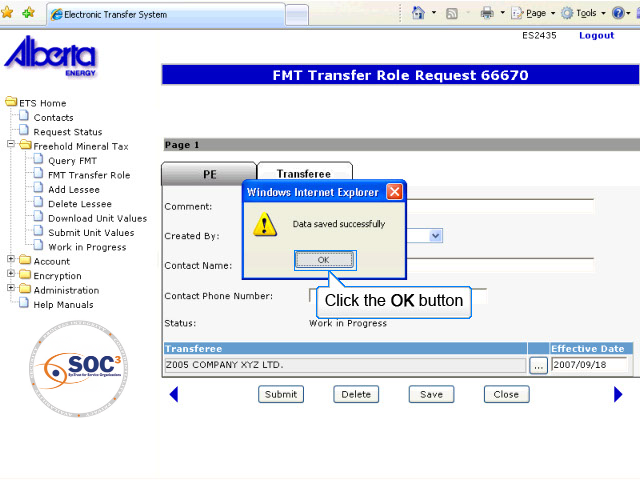 Electronic Transfer System
Page
Tools
ES2435 Logout
Alberta
ENERGY
FMT Transfer Role Request 66670
ETS Home
Contacts
Request Status
Freehold Mineral Tax
Query FMT
FMT Transfer Role
Add Lessee
Delete Lessee
Download Unit Values
Submit Unit Values
Work in Progress
Account
Encryption
Administration
Help Manuals
SOC3
Page 1
PE Transferee
Comment:
Created By:
Contact Name:
Contact Phone Number:
Status: Work in Progress
Windows Internet Explorer
Data saved successfully
OK
Click the OK button
Transferee Effective Date
Z005 COMPANY XYZ LTD. ... 2007/09/18
Submit Delete Save Close